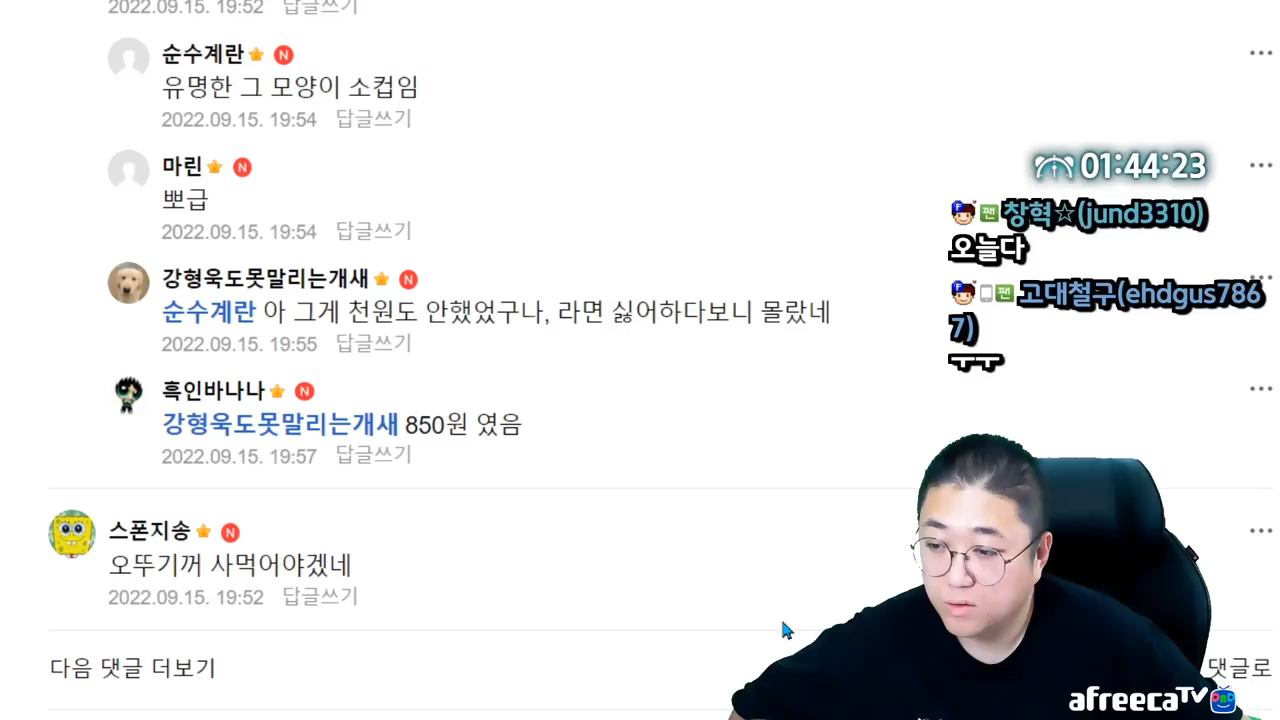 2022.09.15. 19:52 답글쓰기
순수계란 N
유명한 그 모양이 소컵임
2022.09.15. 19:54 답글쓰기
마린 N
뽀급
2022.09.15. 19:54 답글쓰기
강형욱도못말리는개새 N
순수계란 아 그게 천원도 안했었구나, 라면 싫어하다보니 몰랐네
2022.09.15. 19:55 답글쓰기
흑인바나나 N
강형욱도못말리는개새 850원 였음
2022.09.15. 19:57 답글쓰기
스폰지송 N
오뚜기꺼 사먹어야겠네
2022.09.15. 19:52 답글쓰기
다음 댓글 더보기
댓글로
01:44:23
F 팬 창혁☆(jund3310)
오늘다
F 팬 고대철구(ehdgus786
7)
ㅜㅜ
afreecaTV